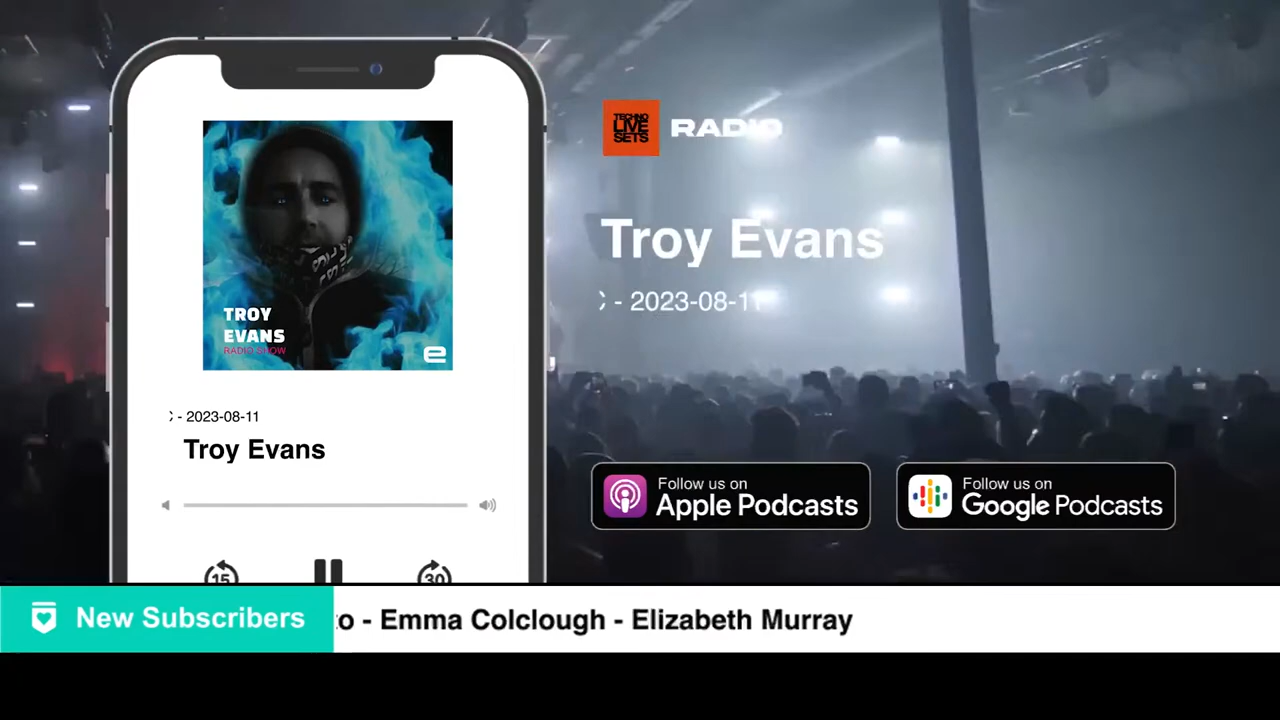 TROY
EVANS
RADIO SHOW
e
- 2023-08-11
Troy Evans
15
30
TECHNO
LIVE
SETS
RADIO
Troy Evans
- 2023-08-11
Follow us on
Apple Podcasts
Follow us on
Google Podcasts
New Subscribers
to - Emma Colclough - Elizabeth Murray